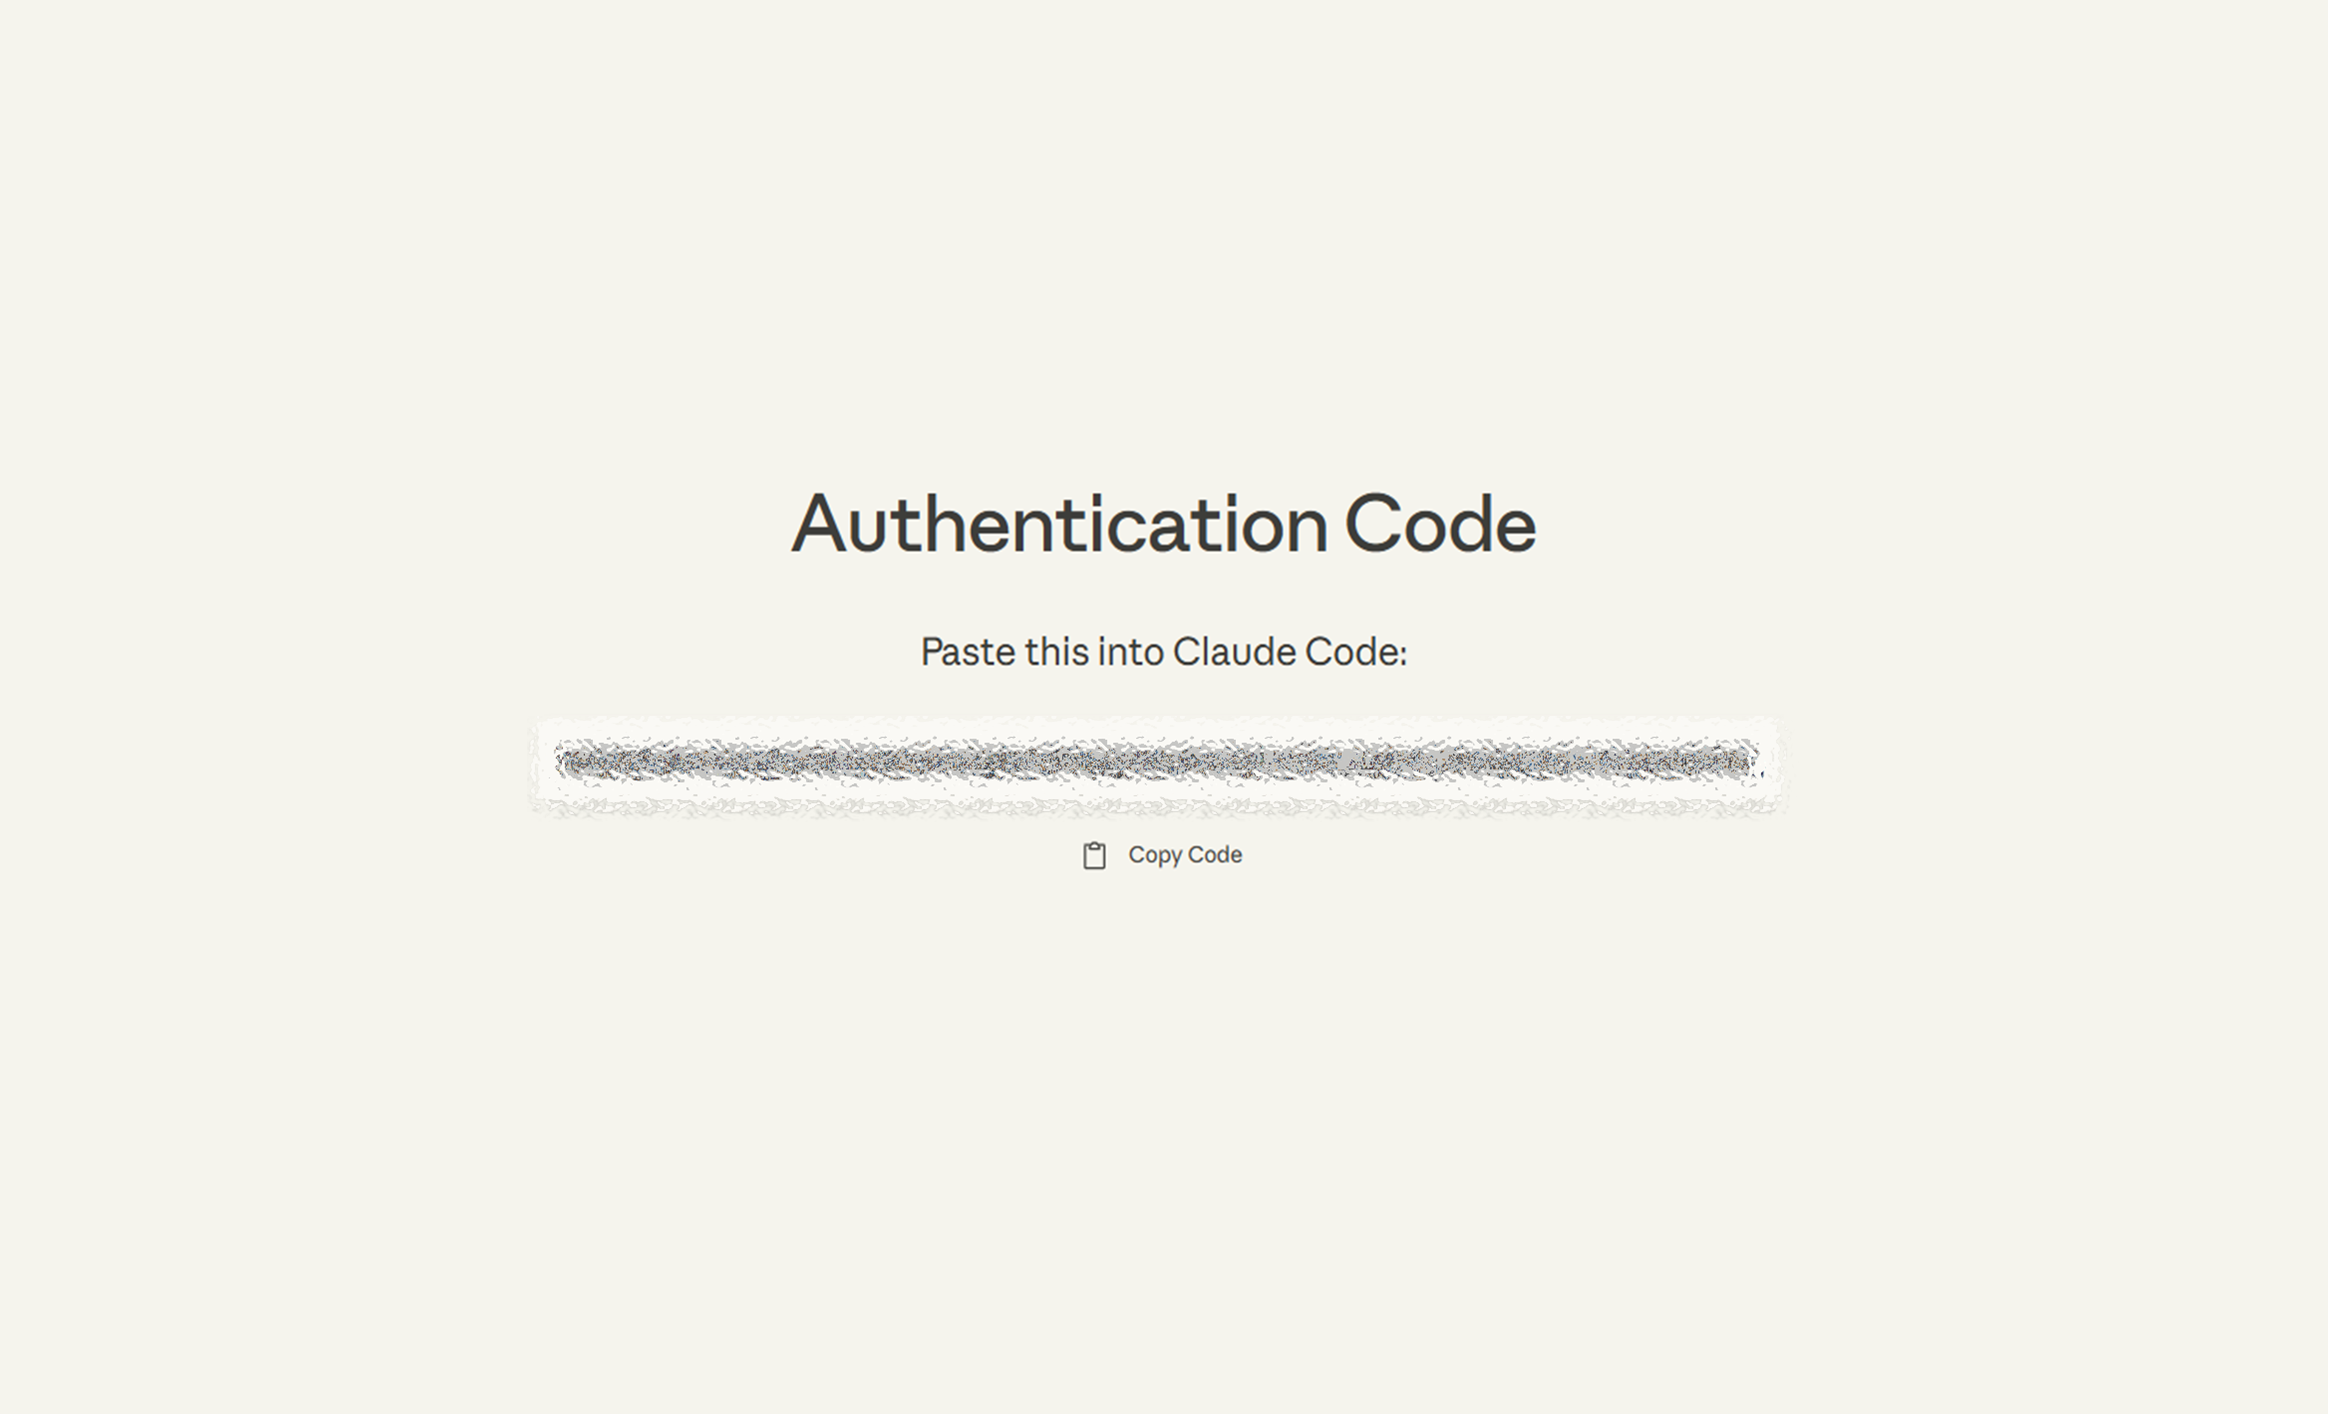 Authentication Code
Paste this into Claude Code:
Copy Code